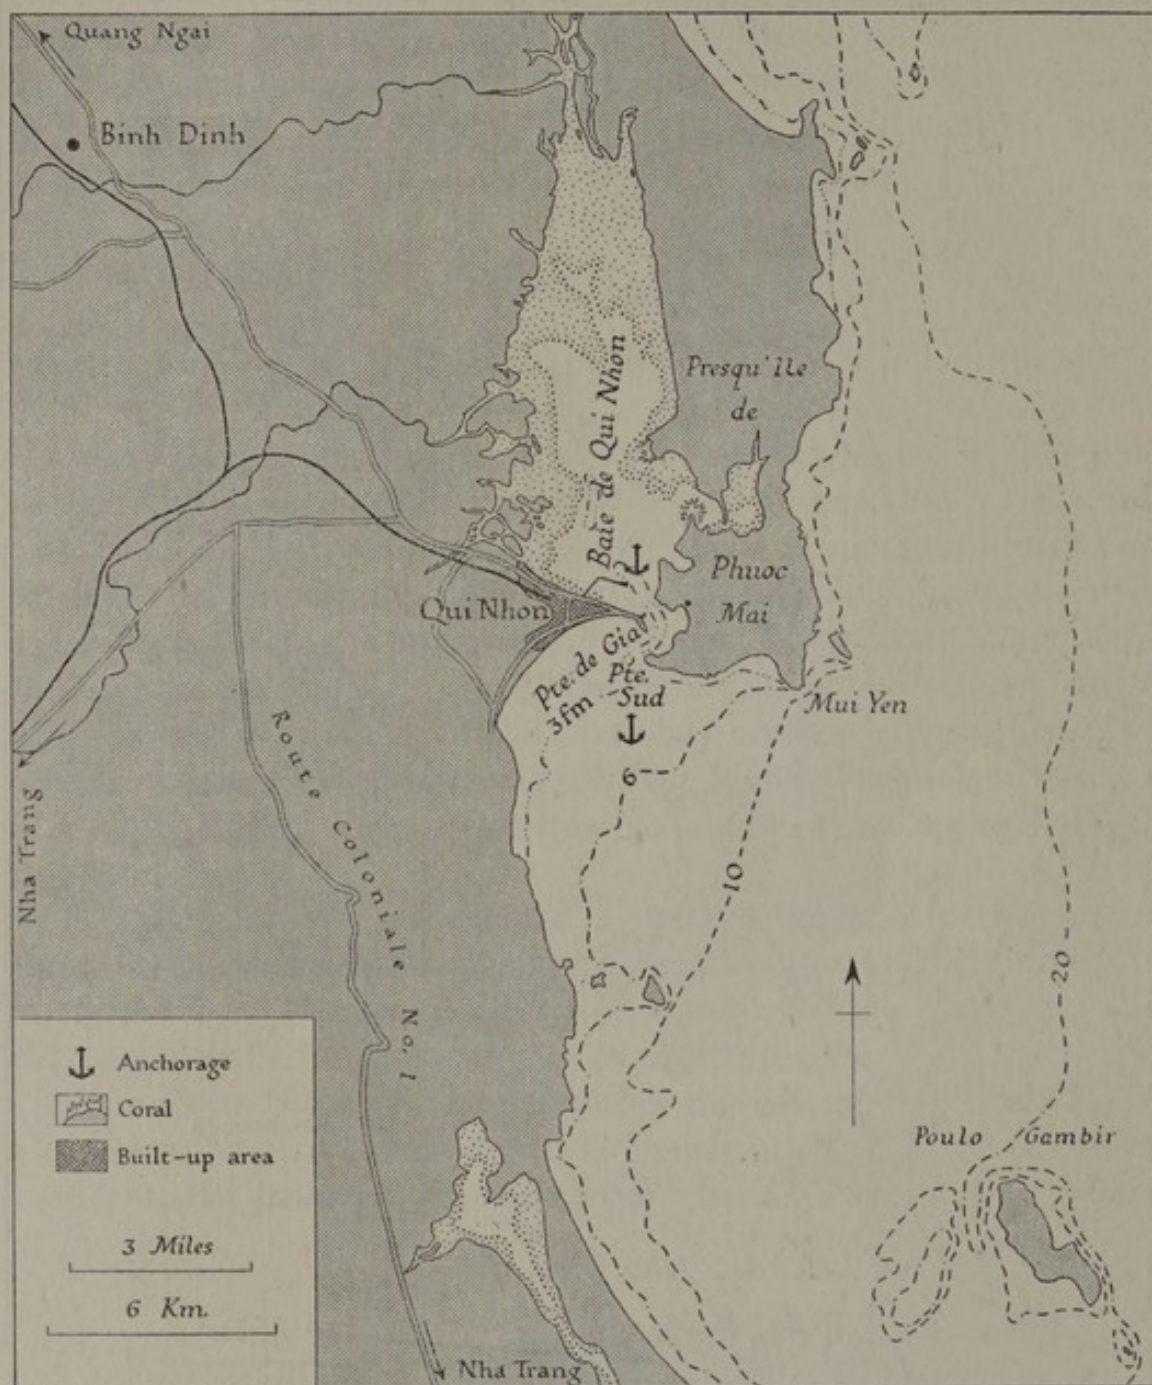 Quang Ngai
Binh Dinh
Presqu'île
de
Baie de Qui Nhon
Phuoc
Mai
Qui Nhon
Pte. de Gia
Pte.
Sud
3fm
Mui Yen
6
10
20
Route Coloniale No. 1
Nha Trang
Anchorage
Coral
Built-up area
3 Miles
6 Km.
Poulo Gambir
Nha Trang